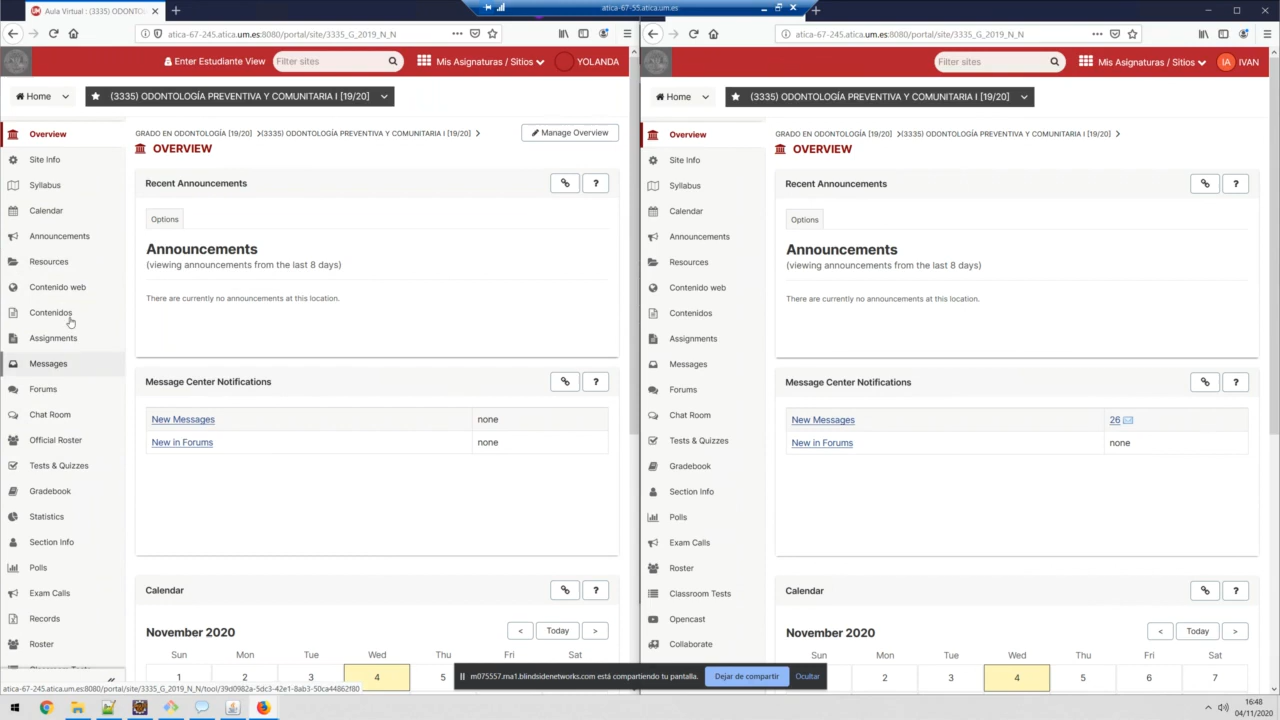 Aula Virtual : (3335) ODONTO
atica-67-55.atica.um.es
atica-67-245.atica.um.es:8080/portal/site/3335_G_2019_N_N
atica-67-245.atica.um.es:8080/portal/site/3335_G_2019_N_N
Enter Estudiante View
Filter sites
Mis Asignaturas / Sitios
YOLANDA
Filter sites
Mis Asignaturas / Sitios
IA
IVAN
Home
(3335) ODONTOLOGÍA PREVENTIVA Y COMUNITARIA I [19/20]
Home
(3335) ODONTOLOGÍA PREVENTIVA Y COMUNITARIA I [19/20]
Overview
Site Info
Syllabus
Calendar
Announcements
Resources
Contenido web
Contenidos
Assignments
Messages
Forums
Chat Room
Official Roster
Tests & Quizzes
Gradebook
Statistics
Section Info
Polls
Exam Calls
Records
Roster
GRADO EN ODONTOLOGÍA [19/20] >(3335) ODONTOLOGÍA PREVENTIVA Y COMUNITARIA I [19/20] >
Manage Overview
OVERVIEW
Recent Announcements
?
Options
Announcements
(viewing announcements from the last 8 days)
There are currently no announcements at this location.
Message Center Notifications
?
New Messages none
New in Forums none
Calendar
?
November 2020
< Today >
Sun Mon Tue Wed Thu Fri Sat
1 2 3 4 5
Overview
Site Info
Syllabus
Calendar
Announcements
Resources
Contenido web
Contenidos
Assignments
Messages
Forums
Chat Room
Tests & Quizzes
Gradebook
Section Info
Polls
Exam Calls
Roster
Classroom Tests
Opencast
Collaborate
GRADO EN ODONTOLOGÍA [19/20] >(3335) ODONTOLOGÍA PREVENTIVA Y COMUNITARIA I [19/20] >
OVERVIEW
Recent Announcements
?
Options
Announcements
(viewing announcements from the last 8 days)
There are currently no announcements at this location.
Message Center Notifications
?
New Messages 26
New in Forums none
Calendar
?
November 2020
< Today >
Sun Mon Tue Wed Thu Fri Sat
2 3 4 5 6 7
m075557.rna1.blindsidenetworks.com está compartiendo tu pantalla.
Dejar de compartir
Ocultar
atica-67-245.atica.um.es:8080/portal/site/3335_G_2019_N_N/tool/39d0982a-5dc3-42e1-8ab3-50ca44862f80
16:48
04/11/2020